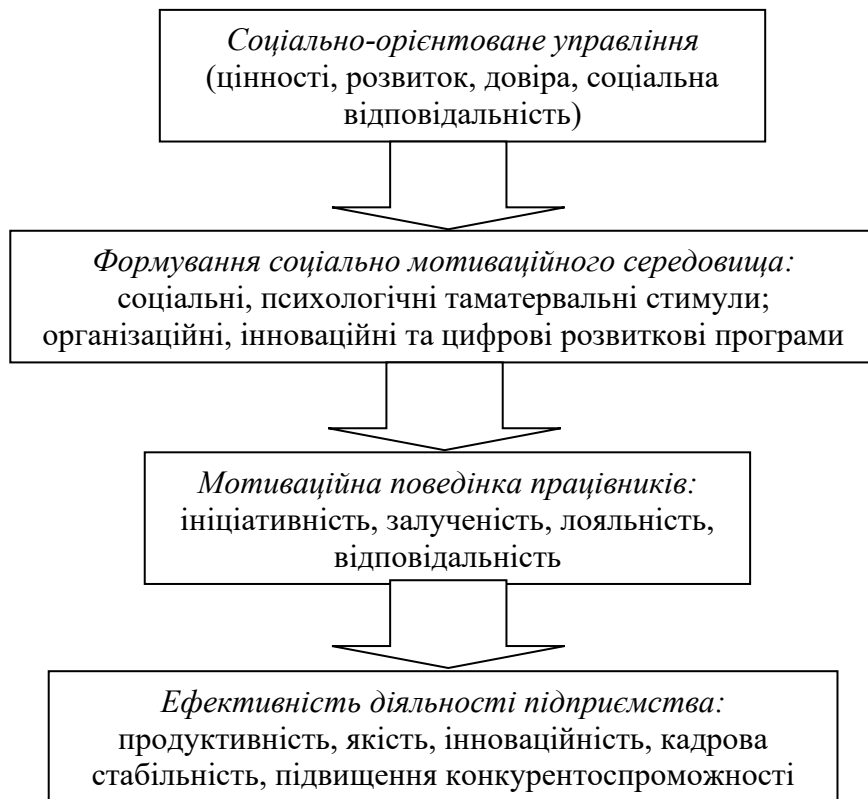 Соціально-орієнтоване управління
(цінності, розвиток, довіра, соціальна
відповідальність)
Формування соціально мотиваційного середовища:
соціальні, психологічні таматервальні стимули;
організаційні, інноваційні та цифрові розвиткові програми
Мотиваційна поведінка працівників:
ініціативність, залученість, лояльність,
відповідальність
Ефективність діяльності підприємства:
продуктивність, якість, інноваційність, кадрова
стабільність, підвищення конкурентоспроможності